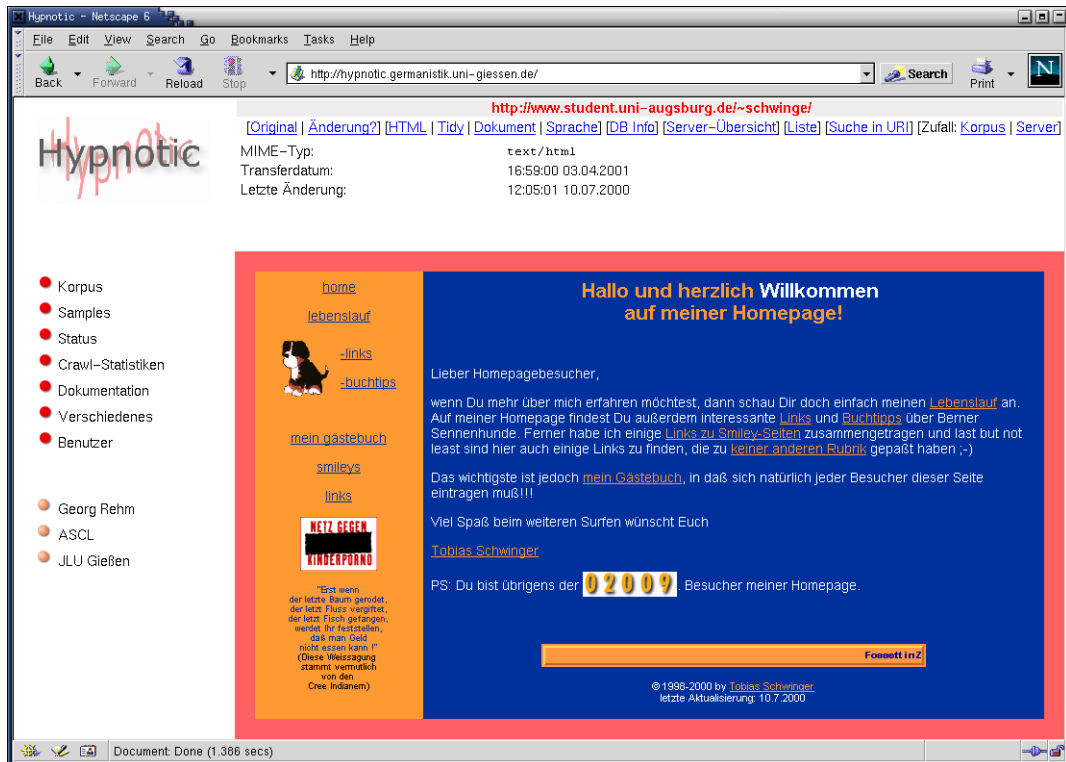 Hypnotic - Netscape 6
File Edit View Search Go Bookmarks Tasks Help
Back Forward Reload Stop http://hypnotic.germanistik.uni-giessen.de/ Search Print N
http://www.student.uni-augsburg.de/~schwinge/
[Original | Änderung?] [HTML | Tidy | Dokument | Sprache] [DB Info] [Server-Übersicht] [Liste] [Suche in URI] [Zufall: Korpus | Server]
Hypnotic
MIME-Typ: text/html
Transferdatum: 16:59:00 03.04.2001
Letzte Änderung: 12:05:01 10.07.2000
Korpus
Samples
Status
Crawl-Statistiken
Dokumentation
Verschiedenes
Benutzer
Georg Rehm
ASCL
JLU Gießen
home
lebenslauf
-links
-buchtips
mein gästebuch
smileys
links
NETZ GEGEN
KINDERPORNO
"Erst wenn
der letzte Baum gerodet,
der letzt Fluss vergiftet,
der letzt Fisch gefangen,
werdet Ihr feststellen,
daß man Geld
nicht essen kann !"
(Diese Weissagung
stammt vermutlich
von den
Cree Indianern)
Hallo und herzlich Willkommen
auf meiner Homepage!
Lieber Homepagebesucher,
wenn Du mehr über mich erfahren möchtest, dann schau Dir doch einfach meinen Lebenslauf an.
Auf meiner Homepage findest Du außerdem interessante Links und Buchtipps über Berner
Sennenhunde. Ferner habe ich einige Links zu Smiley-Seiten zusammengetragen und last but not
least sind hier auch einige Links zu finden, die zu keiner anderen Rubrik gepaßt haben ;-)
Das wichtigste ist jedoch mein Gästebuch, in daß sich natürlich jeder Besucher dieser Seite
eintragen muß!!!
Viel Spaß beim weiteren Surfen wünscht Euch
Tobias Schwinger
PS: Du bist übrigens der 02009. Besucher meiner Homepage.
Fossett in Z
© 1998-2000 by Tobias Schwinger
letzte Aktualisierung: 10.7.2000
Document: Done (1.386 secs)